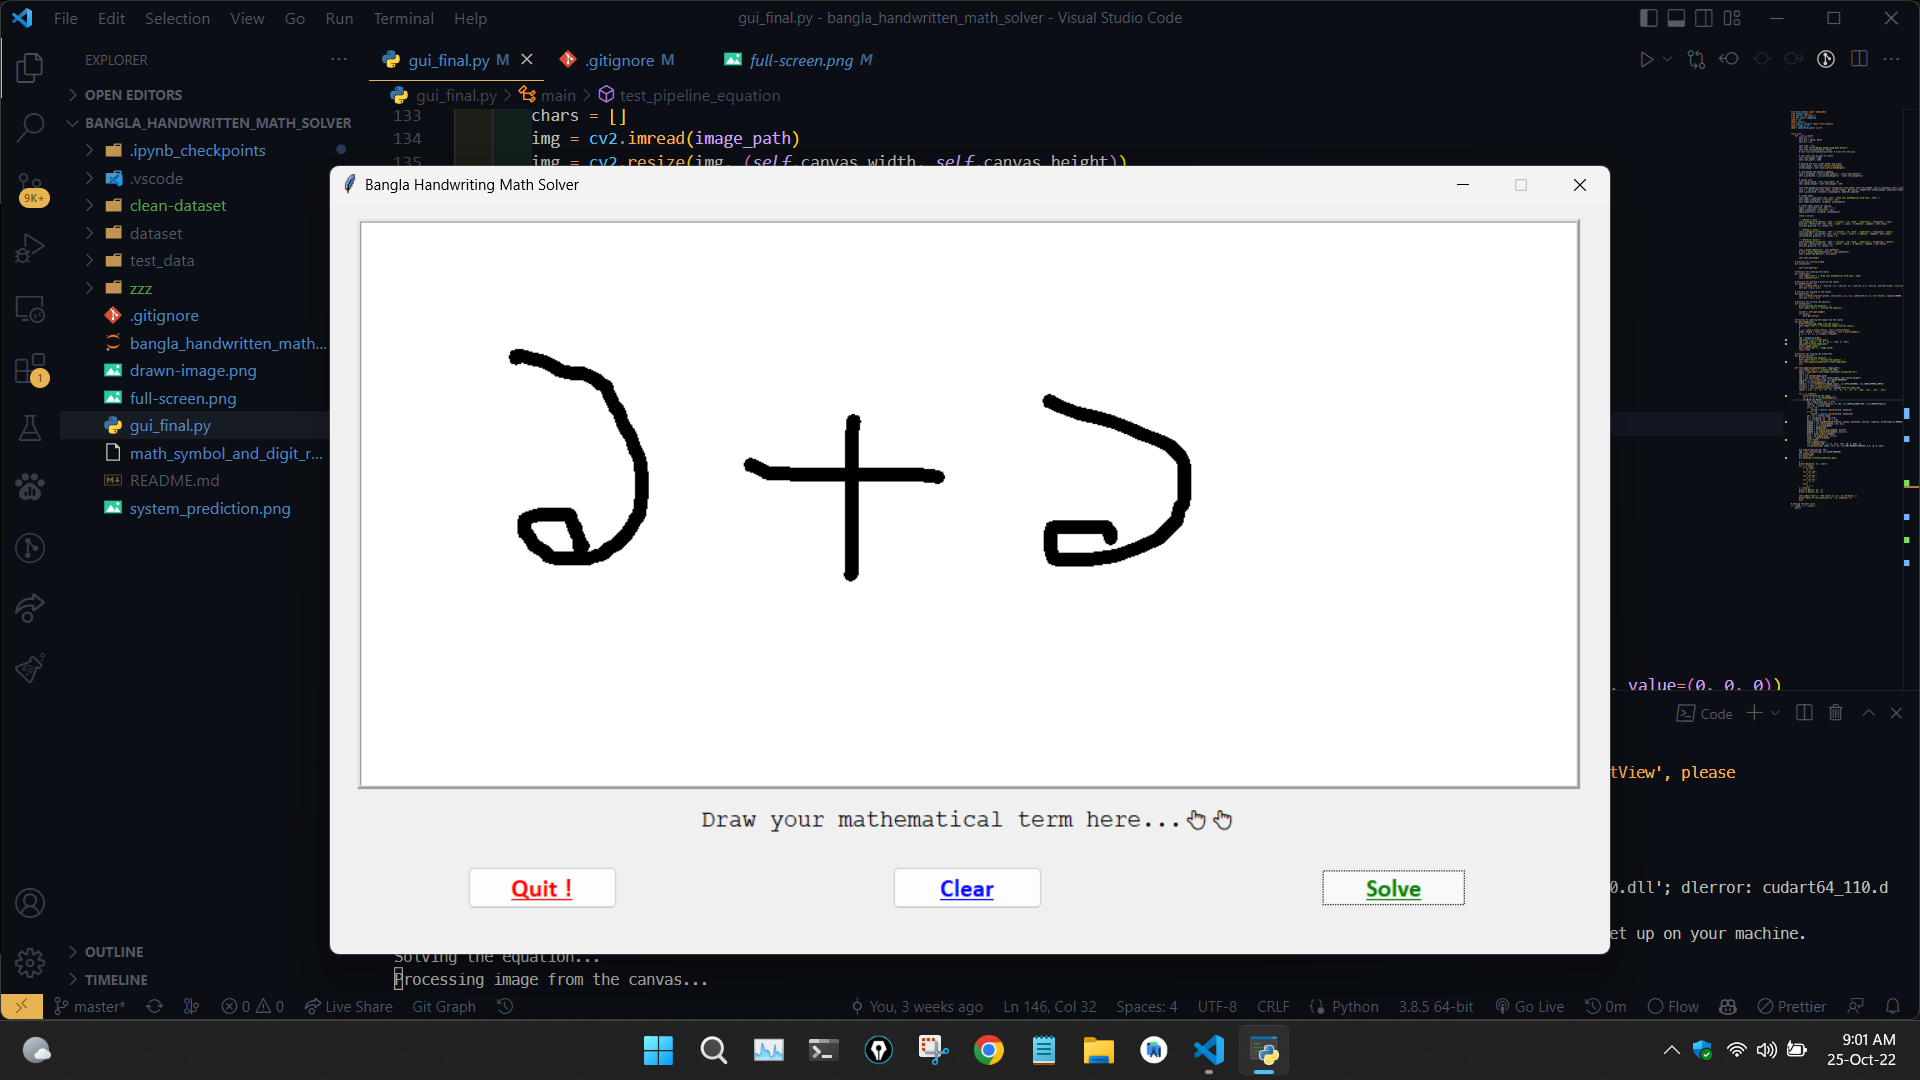 File Edit Selection View Go Run Terminal Help
gui_final.py - bangla_handwritten_math_solver - Visual Studio Code
EXPLORER
gui_final.py M
.gitignore M
full-screen.png M
OPEN EDITORS
gui_final.py > main > test_pipeline_equation
BANGLA_HANDWRITTEN_MATH_SOLVER
133 chars = []
134 img = cv2.imread(image_path)
135 img = cv2.resize(img, (self.canvas_width, self.canvas_height))
.ipynb_checkpoints
.vscode
9K+
clean-dataset
dataset
test_data
zzz
.gitignore
bangla_handwritten_math...
1
drawn-image.png
full-screen.png
gui_final.py
math_symbol_and_digit_r...
README.md
system_prediction.png
Bangla Handwriting Math Solver
১ + ১
Draw your mathematical term here...
Quit !
Clear
Solve
, value=(0, 0, 0))
Code
tView', please
0.dll'; dlerror: cudart64_110.d
et up on your machine.
Solving the equation...
Processing image from the canvas...
OUTLINE
TIMELINE
master* 0 0 Live Share Git Graph
You, 3 weeks ago Ln 146, Col 32 Spaces: 4 UTF-8 CRLF Python 3.8.5 64-bit Go Live 0m Flow Prettier
9:01 AM
25-Oct-22